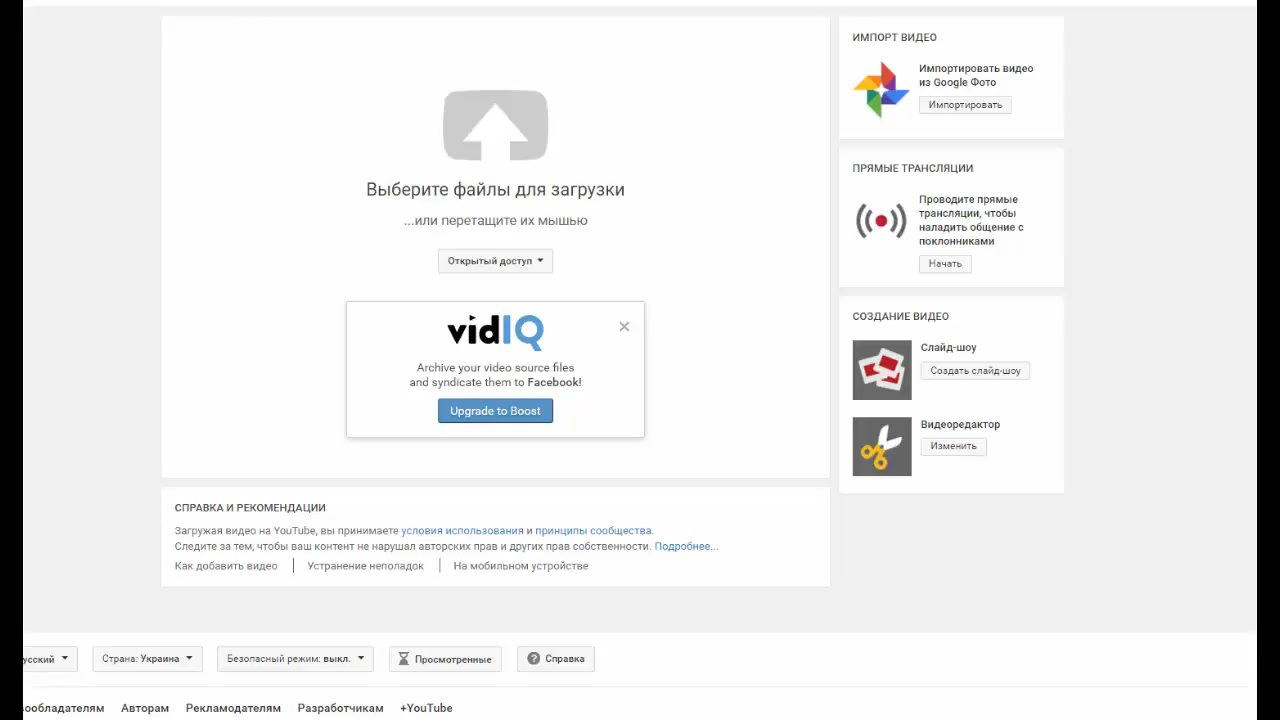 Выберите файлы для загрузки
...или перетащите их мышью
Открытый доступ
vidIQ
Archive your video source files
and syndicate them to Facebook!
Upgrade to Boost
СПРАВКА И РЕКОМЕНДАЦИИ
Загружая видео на YouTube, вы принимаете условия использования и принципы сообщества.
Следите за тем, чтобы ваш контент не нарушал авторских прав и других прав собственности. Подробнее...
Как добавить видео
Устранение неполадок
На мобильном устройстве
ИМПОРТ ВИДЕО
Импортировать видео
из Google Фото
Импортировать
ПРЯМЫЕ ТРАНСЛЯЦИИ
Проводите прямые
трансляции, чтобы
наладить общение с
поклонниками
Начать
СОЗДАНИЕ ВИДЕО
Слайд-шоу
Создать слайд-шоу
Видеоредактор
Изменить
усский
Страна: Украина
Безопасный режим: выкл.
Просмотренные
Справка
вообладателям
Авторам
Рекламодателям
Разработчикам
+YouTube